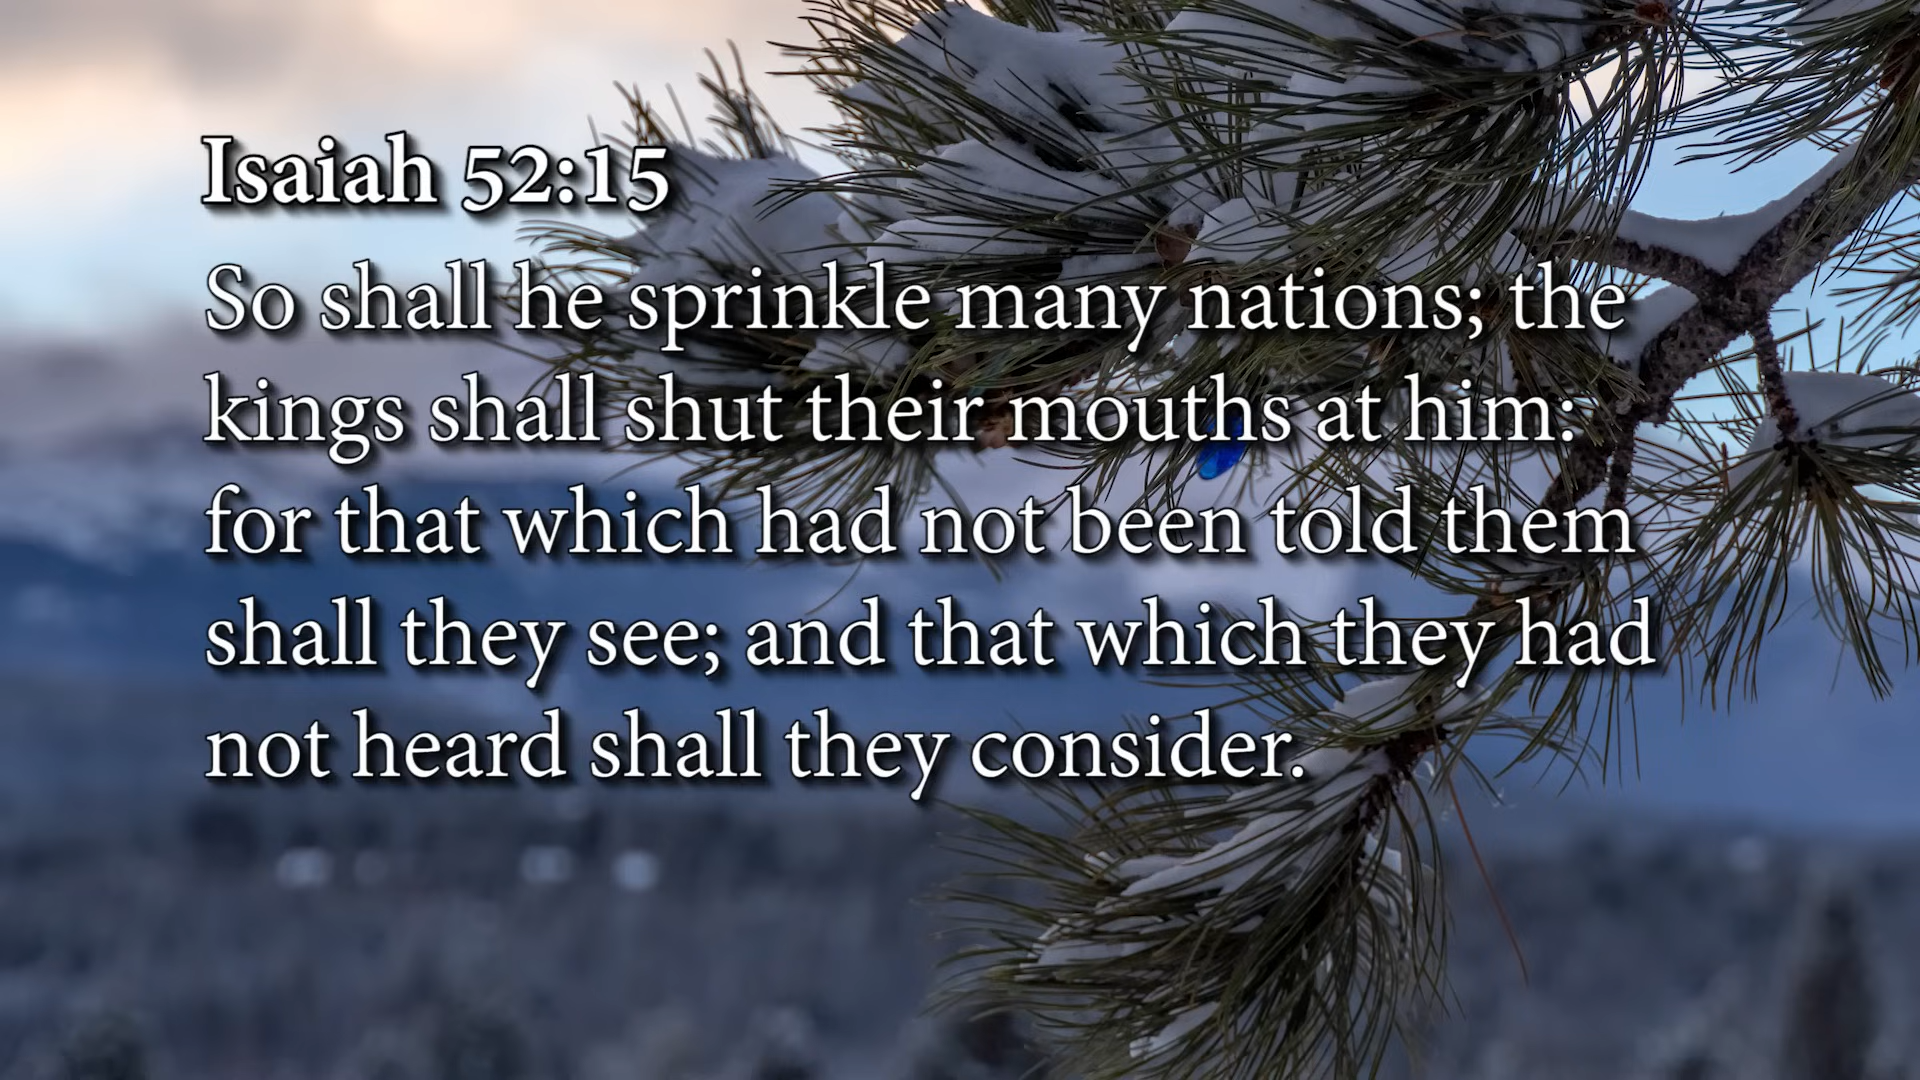 Isaiah 52:15
So shall he sprinkle many nations; the
kings shall shut their mouths at him:
for that which had not been told them
shall they see; and that which they had
not heard shall they consider.